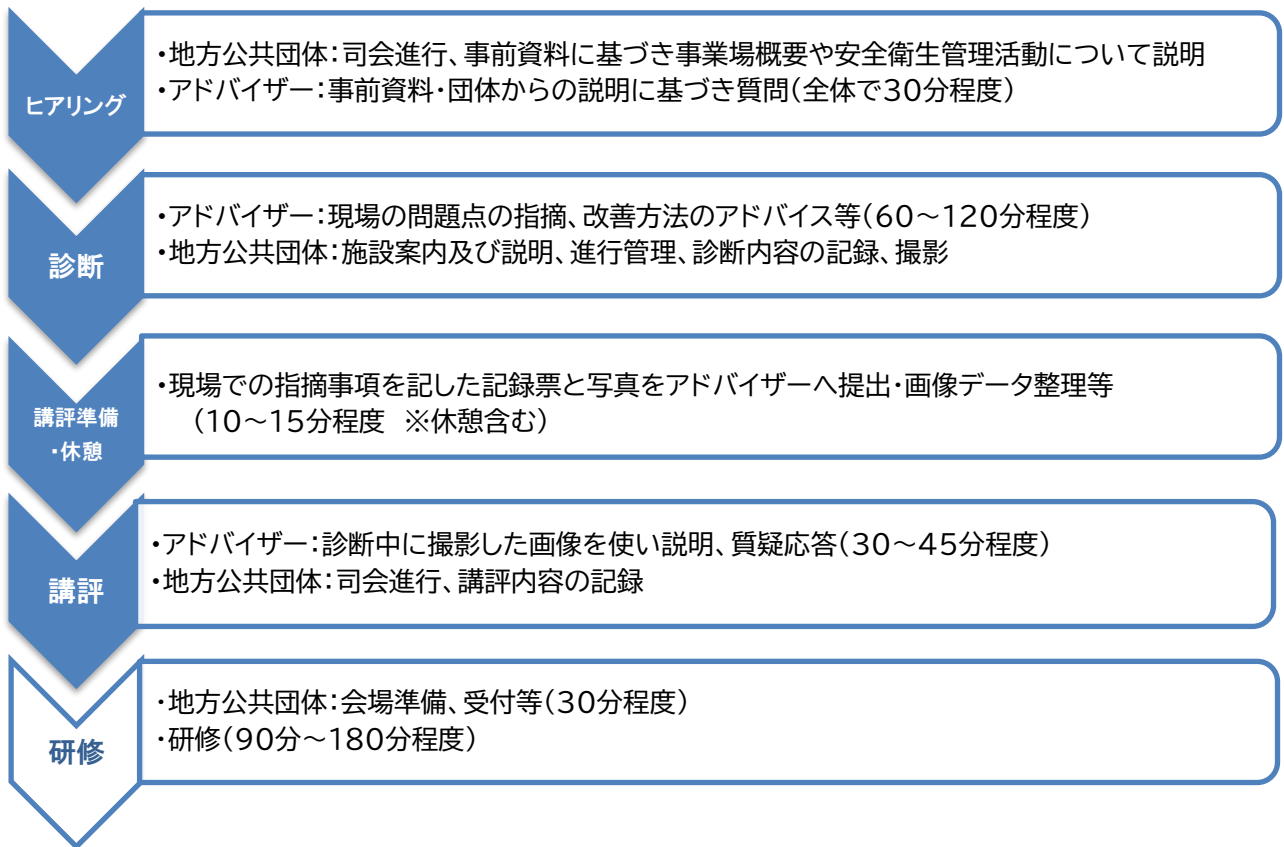 ヒアリング
・地方公共団体：司会進行、事前資料に基づき事業場概要や安全衛生管理活動について説明
・アドバイザー：事前資料・団体からの説明に基づき質問（全体で30分程度）
診断
・アドバイザー：現場の問題点の指摘、改善方法のアドバイス等（60～120分程度）
・地方公共団体：施設案内及び説明、進行管理、診断内容の記録、撮影
講評準備
・休憩
・現場での指摘事項を記した記録票と写真をアドバイザーへ提出・画像データ整理等
（10～15分程度　※休憩含む）
講評
・アドバイザー：診断中に撮影した画像を使い説明、質疑応答（30～45分程度）
・地方公共団体：司会進行、講評内容の記録
研修
・地方公共団体：会場準備、受付等（30分程度）
・研修（90分～180分程度）